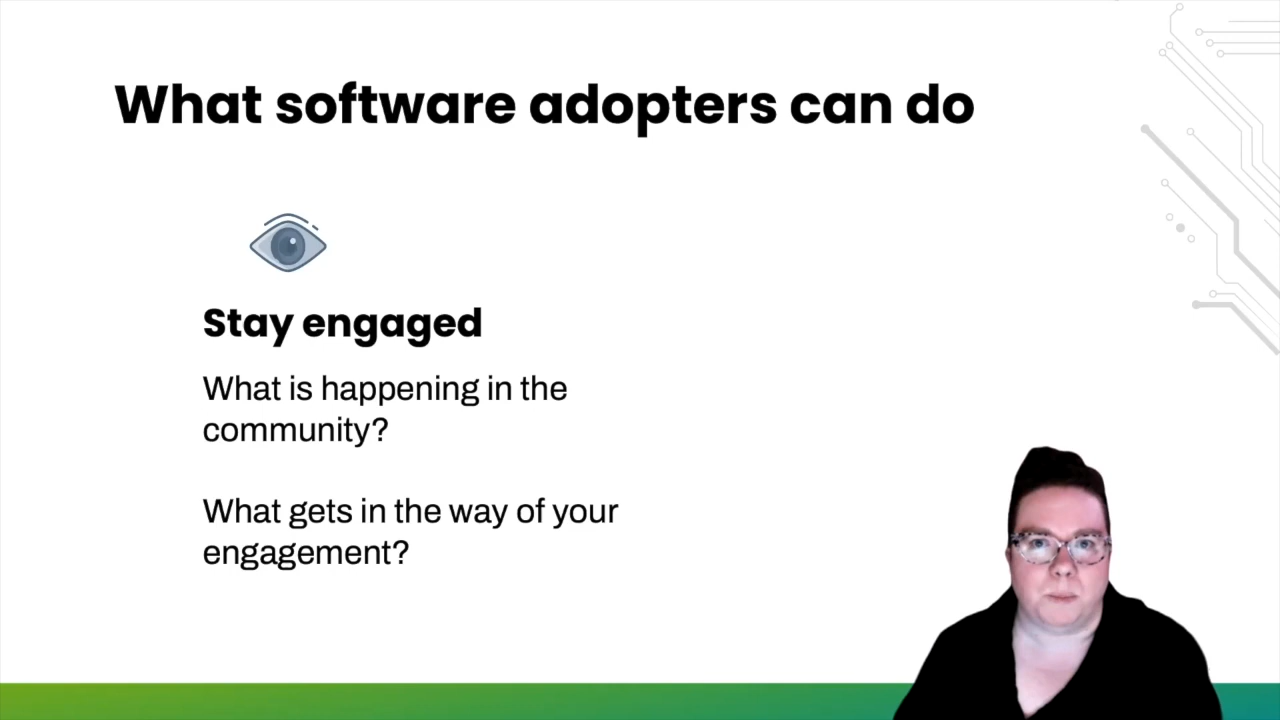 What software adopters can do
Stay engaged
What is happening in the
community?
What gets in the way of your
engagement?